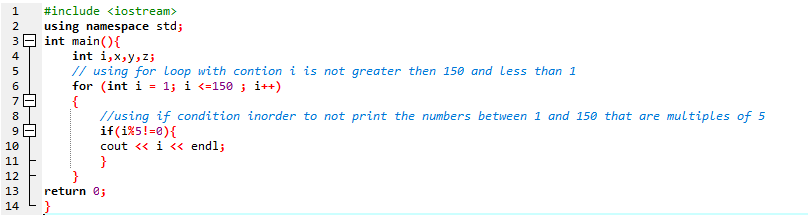 1 #include <iostream>
2 using namespace std;
3 int main(){
4 int i,x,y,z;
5 // using for loop with contion i is not greater then 150 and less than 1
6 for (int i = 1; i <=150 ; i++)
7 {
8 //using if condition inorder to not print the numbers between 1 and 150 that are multiples of 5
9 if(i%5!=0){
10 cout << i << endl;
11 }
12 }
13 return 0;
14 }